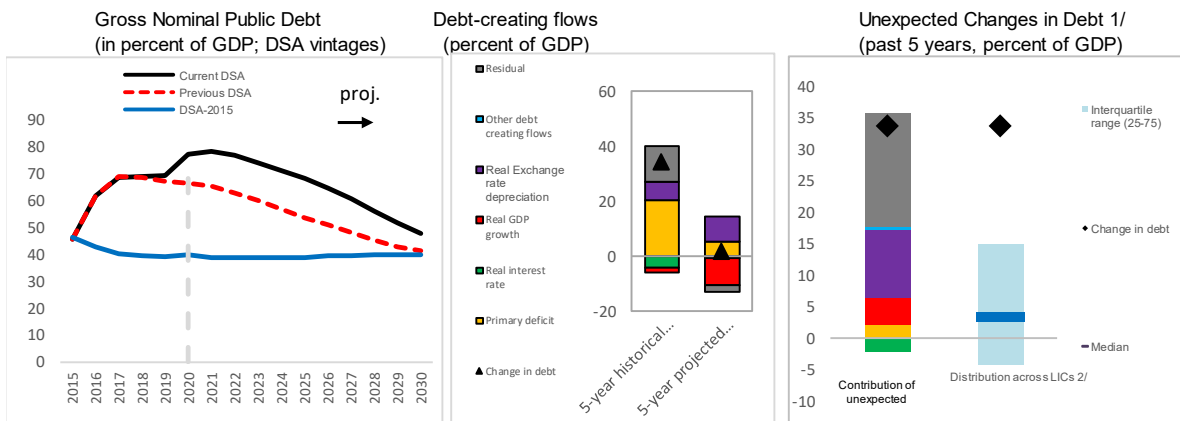 Gross Nominal Public Debt
(in percent of GDP; DSA vintages)
Current DSA
Previous DSA
DSA-2015
proj.
90
80
70
60
50
40
30
20
10
0
2015
2016
2017
2018
2019
2020
2021
2022
2023
2024
2025
2026
2027
2028
2029
2030
Debt-creating flows
(percent of GDP)
Residual
Other debt
creating flows
Real Exchange
rate
depreciation
Real GDP
growth
Real interest
rate
Primary deficit
Change in debt
60
40
20
0
-20
5-year historical...
5-year projected...
Unexpected Changes in Debt 1/
(past 5 years, percent of GDP)
40
35
30
25
20
15
10
5
0
-5
-10
Contribution of
unexpected
Distribution across LICs 2/
Interquartile
range (25-75)
Change in debt
Median